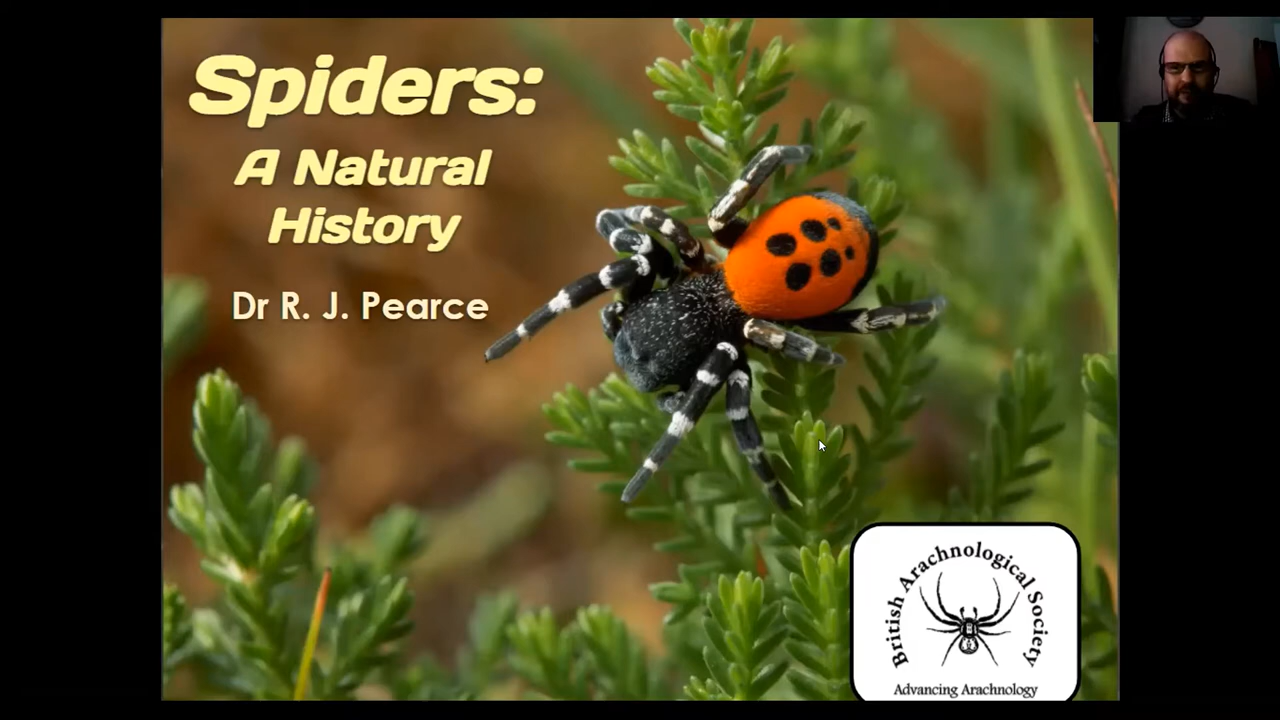 Spiders:
A Natural
History
Dr R. J. Pearce
British Arachnological Society
Advancing Arachnology